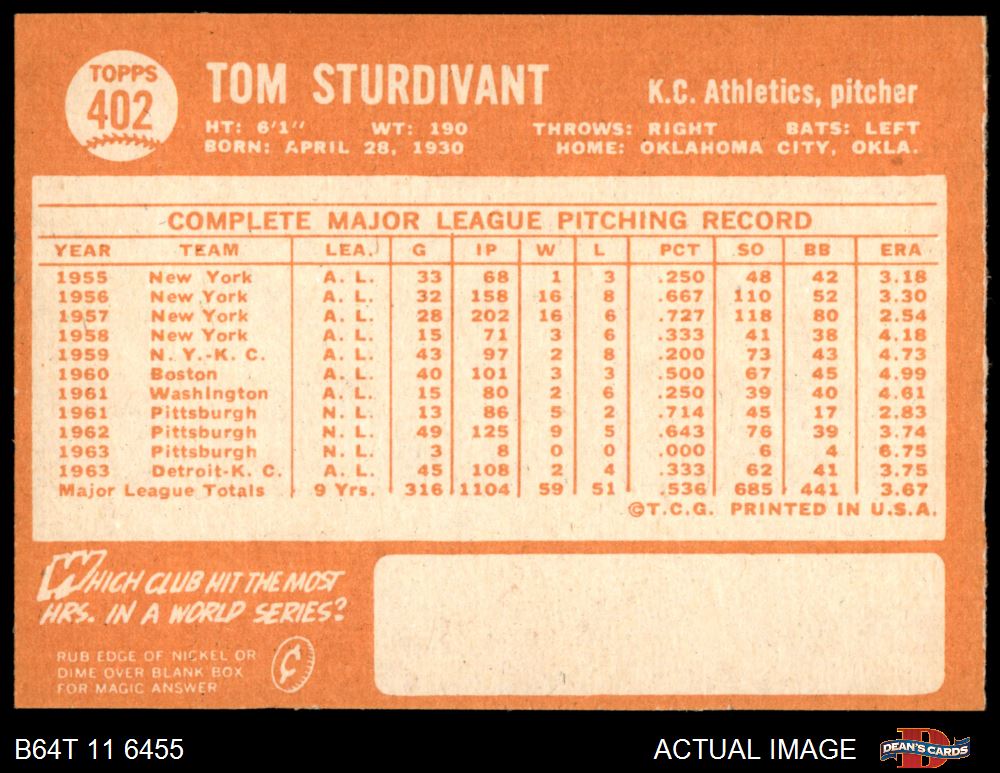 TOPPS
402
TOM STURDIVANT
K.C. Athletics, pitcher
HT: 6'1" WT: 190 THROWS: RIGHT BATS: LEFT
BORN: APRIL 28, 1930 HOME: OKLAHOMA CITY, OKLA.
COMPLETE MAJOR LEAGUE PITCHING RECORD
YEAR TEAM LEA. G IP W L PCT SO BB ERA
1955 New York A. L. 33 68 1 3 .250 48 42 3.18
1956 New York A. L. 32 158 16 8 .667 110 52 3.30
1957 New York A. L. 28 202 16 6 .727 118 80 2.54
1958 New York A. L. 15 71 3 6 .333 41 38 4.18
1959 N. Y.-K. C. A. L. 43 97 2 8 .200 73 43 4.73
1960 Boston A. L. 40 101 3 3 .500 67 45 4.99
1961 Washington A. L. 15 80 2 6 .250 39 40 4.61
1961 Pittsburgh N. L. 13 86 5 2 .714 45 17 2.83
1962 Pittsburgh N. L. 49 125 9 5 .643 76 39 3.74
1963 Pittsburgh N. L. 3 8 0 0 .000 6 4 6.75
1963 Detroit-K. C. A. L. 45 108 2 4 .333 62 41 3.75
Major League Totals 9 Yrs. 316 1104 59 51 .536 685 441 3.67
©T.C.G. PRINTED IN U.S.A.
WHICH CLUB HIT THE MOST
HRS. IN A WORLD SERIES?
RUB EDGE OF NICKEL OR
DIME OVER BLANK BOX
FOR MAGIC ANSWER
¢
B64T 11 6455
ACTUAL IMAGE
DEAN'S CARDS